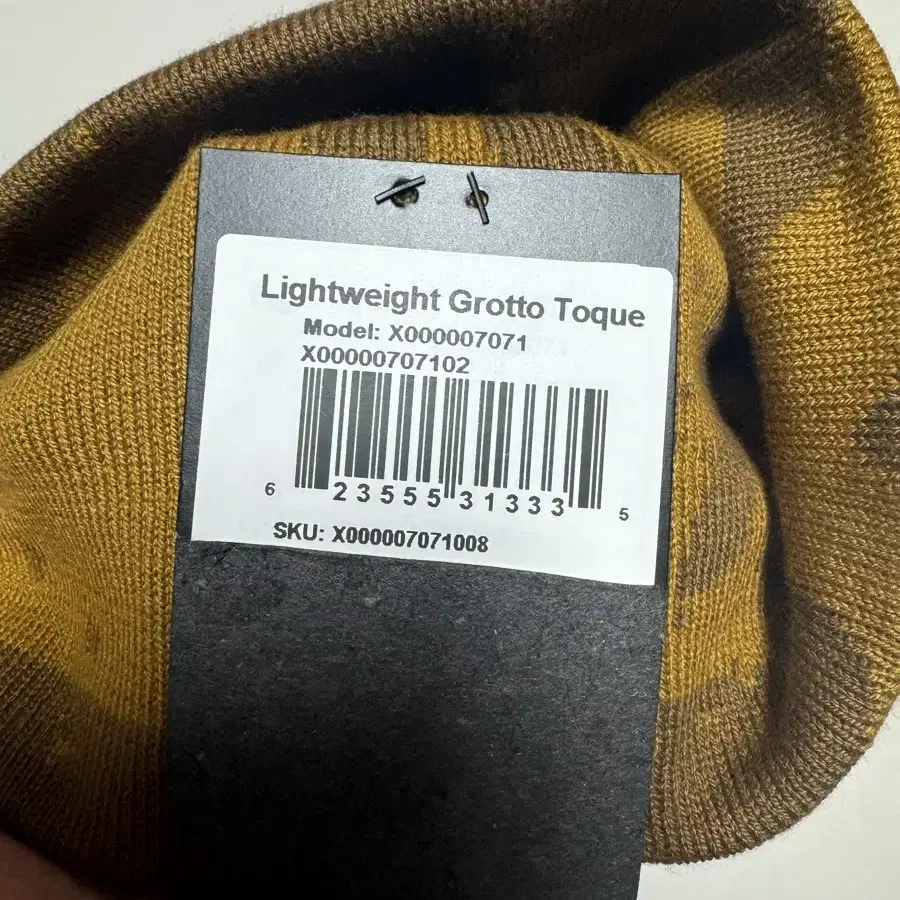 Lightweight Grotto Toque
Model: X000007071
X00000707102
6 23555 31333 5
SKU: X000007071008